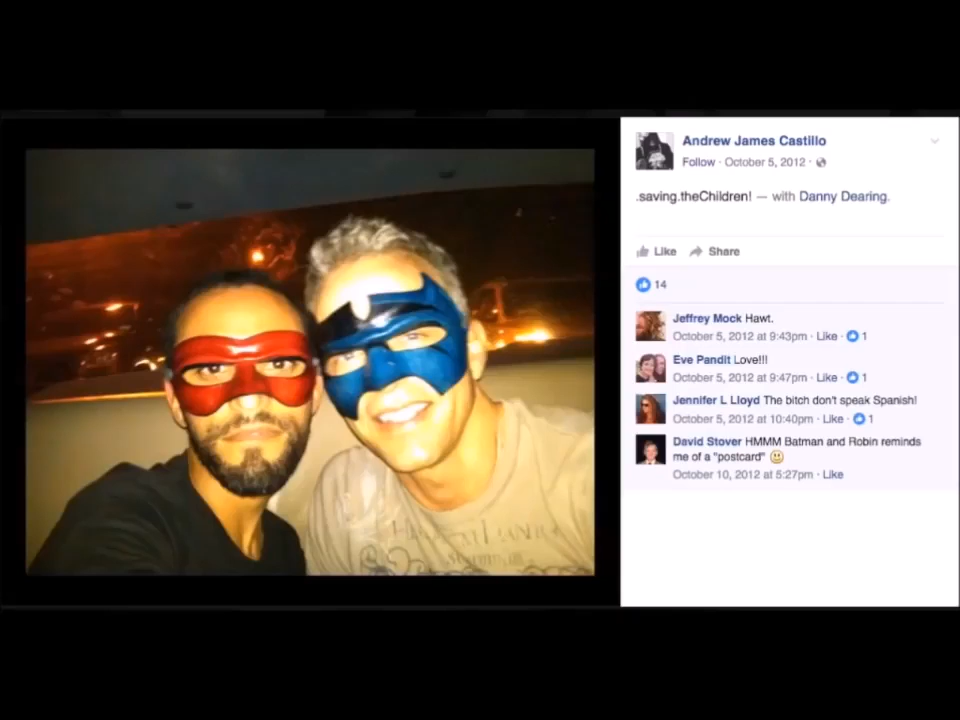 Andrew James Castillo
Follow · October 5, 2012 ·
.saving.theChildren! — with Danny Dearing.
Like Share
14
Jeffrey Mock Hawt.
October 5, 2012 at 9:43pm · Like · 1
Eve Pandit Love!!!
October 5, 2012 at 9:47pm · Like · 1
Jennifer L Lloyd The bitch don't speak Spanish!
October 5, 2012 at 10:40pm · Like · 1
David Stover HMMM Batman and Robin reminds
me of a "postcard" 😃
October 10, 2012 at 5:27pm · Like